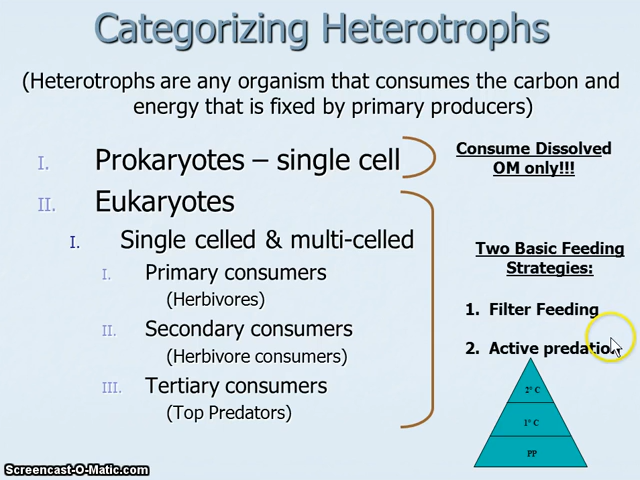 Categorizing Heterotrophs
(Heterotrophs are any organism that consumes the carbon and
energy that is fixed by primary producers)
I. Prokaryotes – single cell
Consume Dissolved
OM only!!!
II. Eukaryotes
I. Single celled & multi-celled
I. Primary consumers
(Herbivores)
II. Secondary consumers
(Herbivore consumers)
III. Tertiary consumers
(Top Predators)
Two Basic Feeding
Strategies:
1. Filter Feeding
2. Active predation
2° C
1° C
PP
Screencast-O-Matic.com